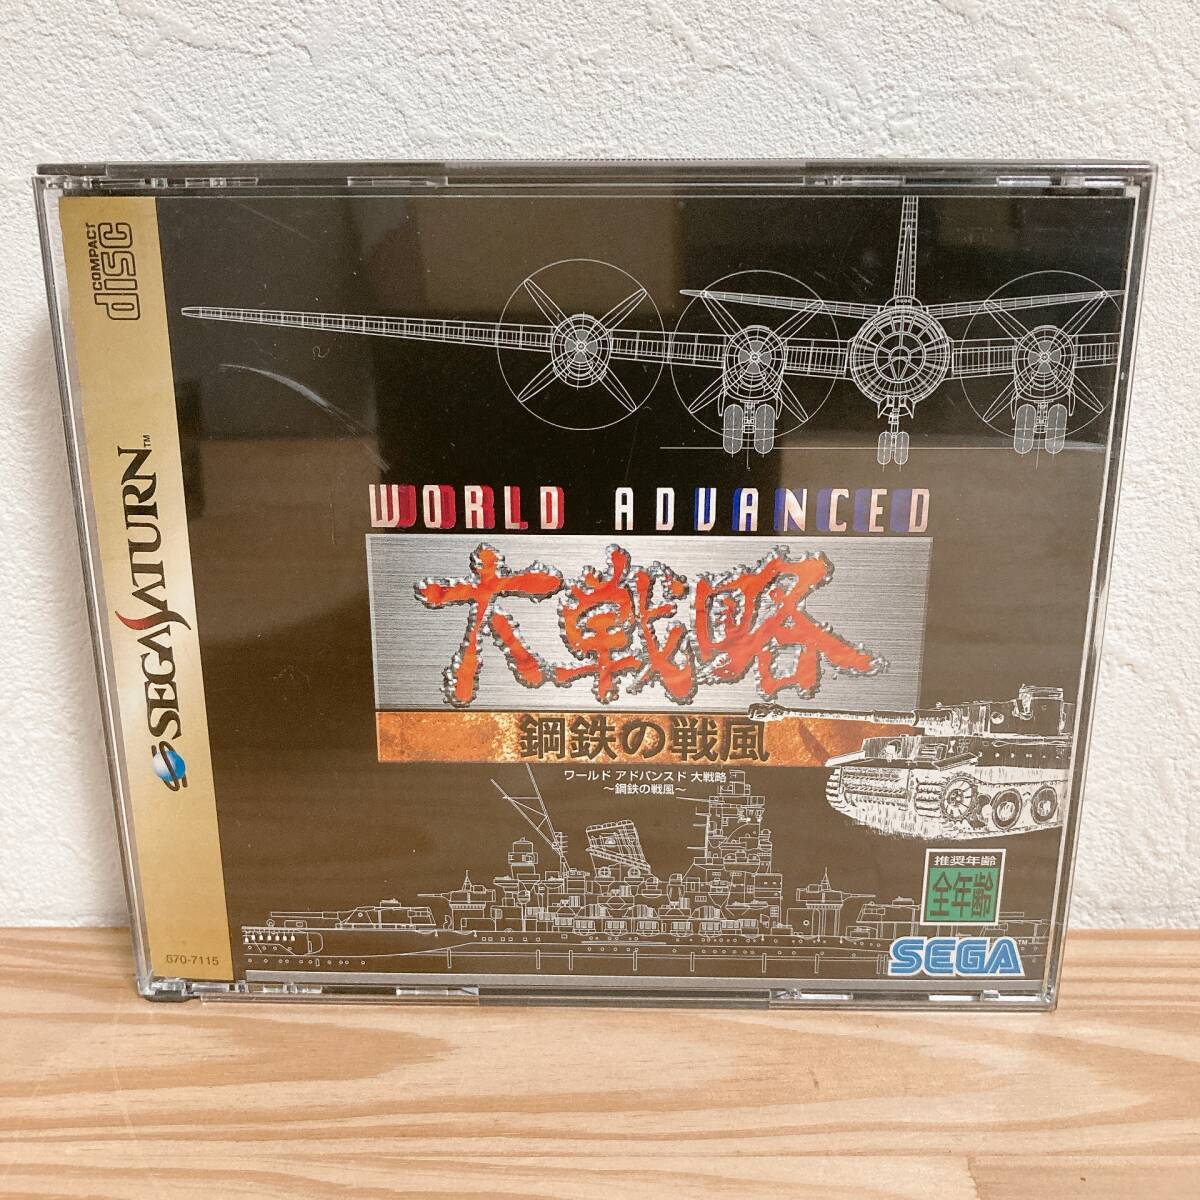 COMPACT
disc
SEGA SATURN™
670-7115
WORLD ADVANCED
大戦略
鋼鉄の戦風
ワールド アドバンスド 大戦略
～鋼鉄の戦風～
推奨年齢
全年齢
SEGA™